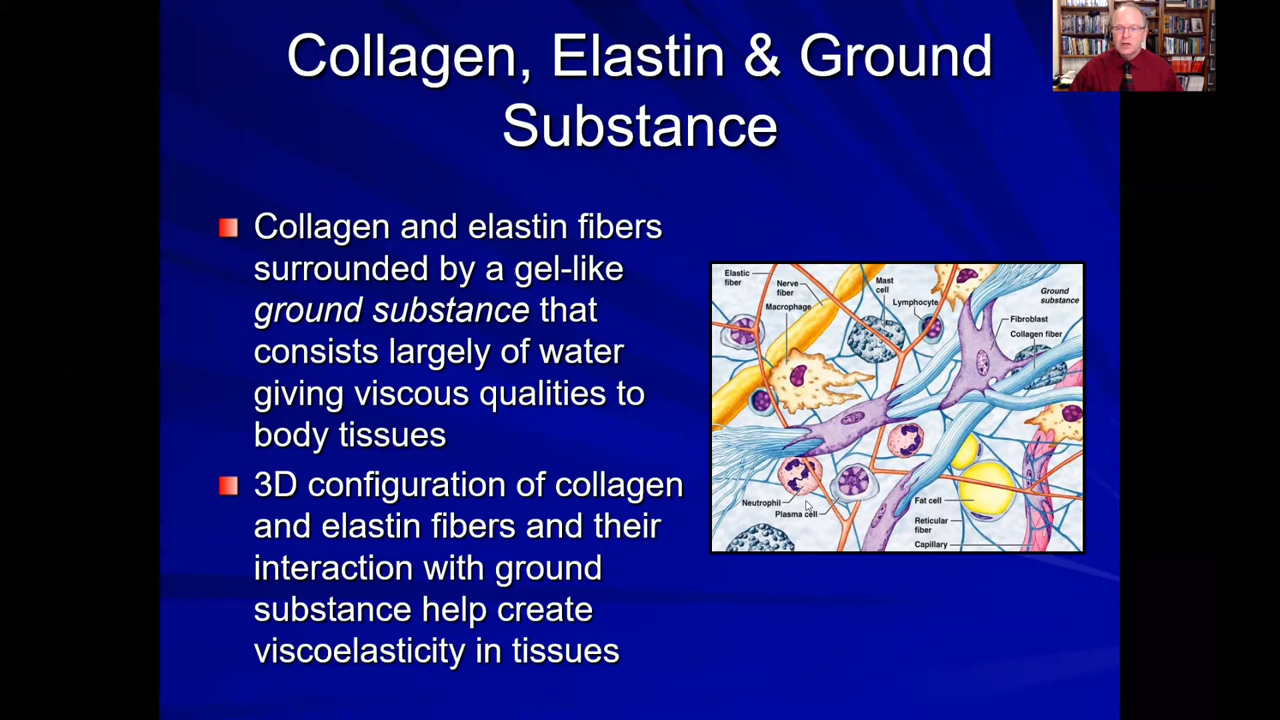 Collagen, Elastin & Ground
Substance
Collagen and elastin fibers
surrounded by a gel-like
ground substance that
consists largely of water
giving viscous qualities to
body tissues
3D configuration of collagen
and elastin fibers and their
interaction with ground
substance help create
viscoelasticity in tissues
Elastic
fiber
Nerve
fiber
Macrophage
Mast
cell
Lymphocyte
Ground
substance
Fibroblast
Collagen fiber
Neutrophil
Plasma cell
Fat cell
Reticular
fiber
Capillary